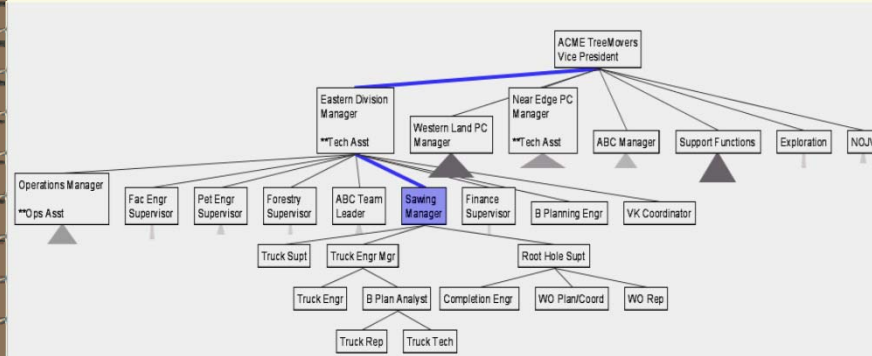 ACME TreeMovers
Vice President
Eastern Division
Manager
**Tech Asst
Western Land PC
Manager
Near Edge PC
Manager
**Tech Asst
ABC Manager
Support Functions
Exploration
NOJV
Operations Manager
**Ops Asst
Fac Engr
Supervisor
Pet Engr
Supervisor
Forestry
Supervisor
ABC Team
Leader
Sawing
Manager
Finance
Supervisor
B Planning Engr
VK Coordinator
Truck Supt
Truck Engr Mgr
Root Hole Supt
Truck Engr
B Plan Analyst
Completion Engr
WO Plan/Coord
WO Rep
Truck Rep
Truck Tech